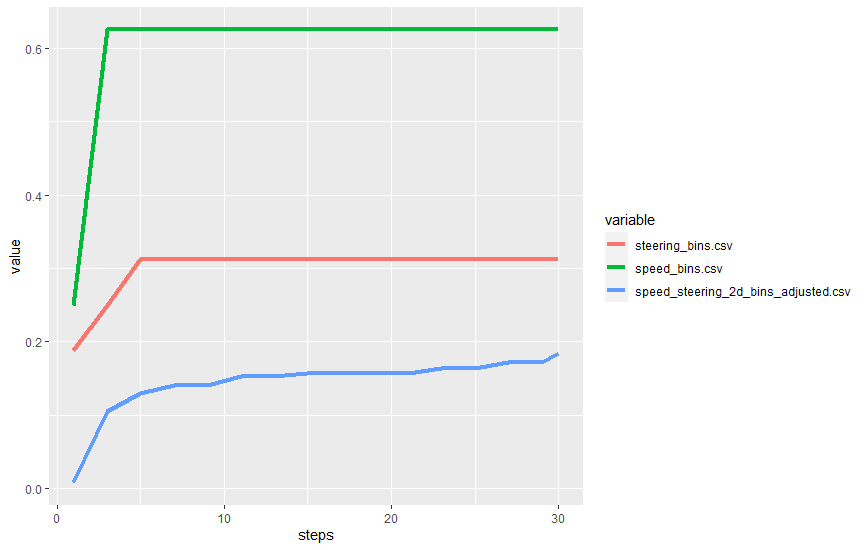 0.6
0.4
0.2
0.0
value
0
10
20
30
steps
variable
steering_bins.csv
speed_bins.csv
speed_steering_2d_bins_adjusted.csv